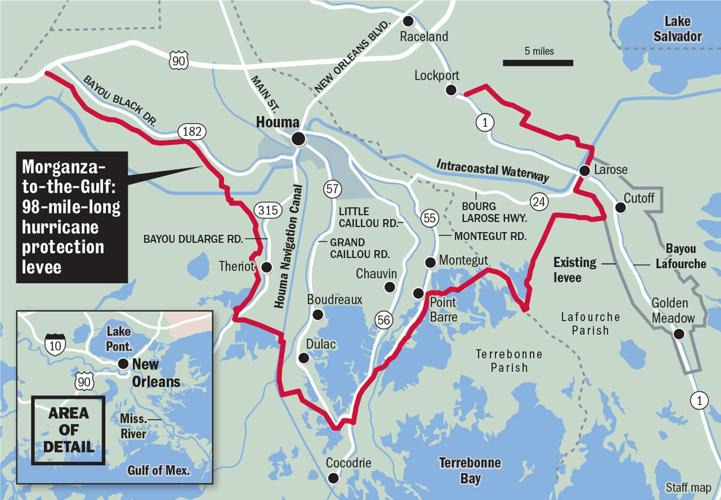 Lake
Salvador
Raceland
NEW ORLEANS BLVD.
5 miles
90
Lockport
BAYOU BLACK DR.
MAIN ST.
Houma
1
182
Intracoastal Waterway
Larose
Morganza-
to-the-Gulf:
98-mile-long
hurricane
protection
levee
57
315
LITTLE
CAILLOU RD.
55
BOURG
LAROSE HWY.
24
Cutoff
BAYOU DULARGE RD.
Houma Navigation Canal
GRAND
CAILLOU RD.
MONTEGUT RD.
Existing
levee
Bayou
Lafourche
Theriot
Chauvin
Montegut
Boudreaux
Point
Barre
56
Lafourche
Parish
Golden
Meadow
Dulac
Terrebonne
Parish
1
Cocodrie
Terrebonne
Bay
Staff map
10
Lake
Pont.
New
Orleans
90
AREA
OF
DETAIL
Miss.
River
Gulf of Mex.